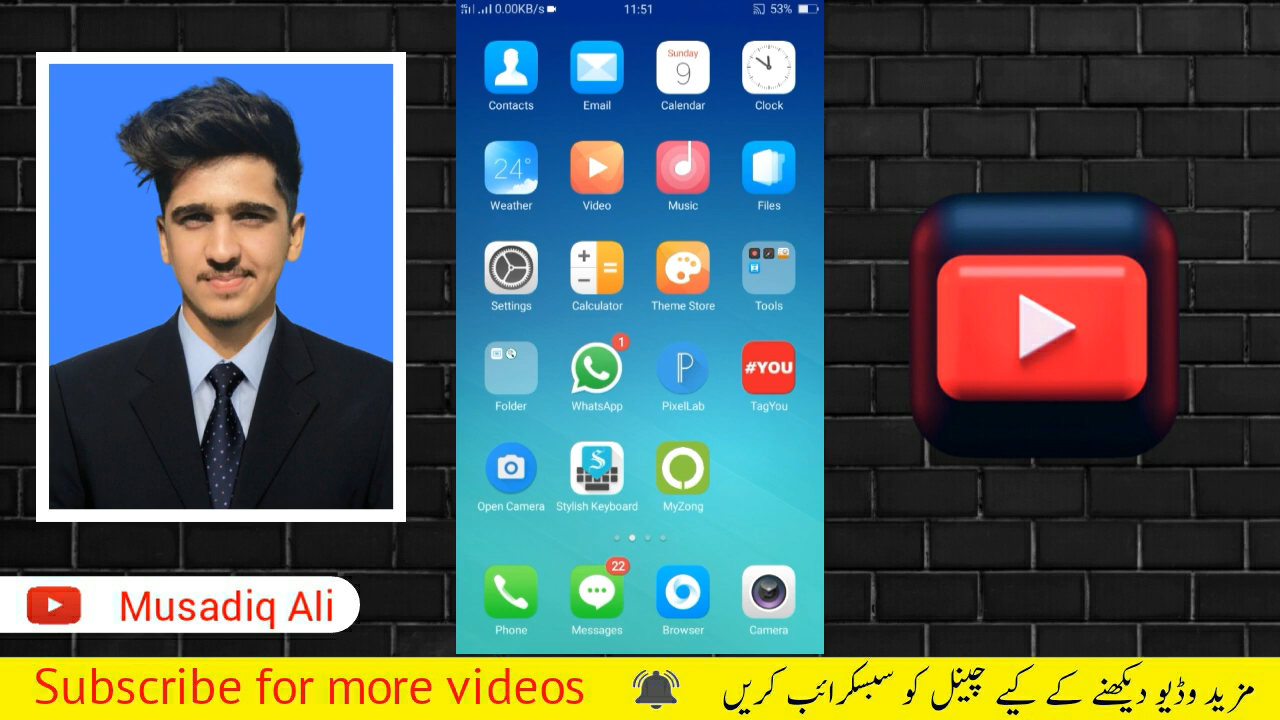 0.00KB/s 11:51 53%
Sunday
9
Contacts Email Calendar Clock
24°
Weather Video Music Files
Settings Calculator Theme Store Tools
1
#YOU
Folder WhatsApp PixelLab TagYou
Open Camera Stylish Keyboard MyZong
22
Phone Messages Browser Camera
Musadiq Ali
Subscribe for more videos
مزید وڈیو دیکھنے کے کیے چینل کو سبسکرائب کریں